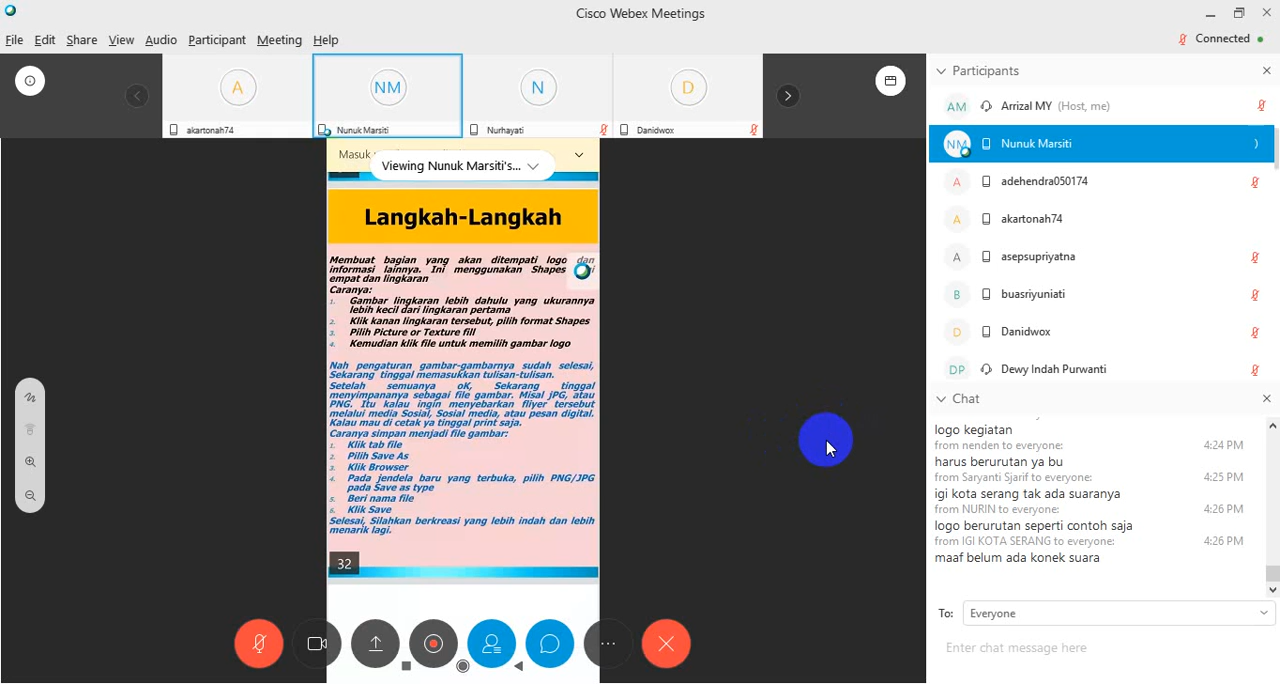 Cisco Webex Meetings
File Edit Share View Audio Participant Meeting Help
Connected
A
NM
N
D
akartonah74
Nunuk Marsiti
Nurhayati
Danidwox
Masuk
Viewing Nunuk Marsiti's...
Langkah-Langkah
Membuat bagian yang akan ditempati logo dan
informasi lainnya. Ini menggunakan Shapes
empat dan lingkaran
Caranya:
1. Gambar lingkaran lebih dahulu yang ukurannya
lebih kecil dari lingkaran pertama
2. Klik kanan lingkaran tersebut, pilih format Shapes
3. Pilih Picture or Texture fill
4. Kemudian klik file untuk memilih gambar logo
Nah pengaturan gambar-gambarnya sudah selesai,
Sekarang tinggal memasukkan tulisan-tulisan.
Setelah semuanya oK, Sekarang tinggal
menyimpananya sebagai file gambar. Misal jPG, atau
PNG. Itu kalau ingin menyebarkan fliyer tersebut
melalui media Sosial, Sosial media, atau pesan digital.
Kalau mau di cetak ya tinggal print saja.
Caranya simpan menjadi file gambar:
1. Klik tab file
2. Pilih Save As
3. Klik Browser
4. Pada jendela baru yang terbuka, pilih PNG/JPG
pada Save as type
5. Beri nama file
6. Klik Save
Selesai, Silahkan berkreasi yang lebih indah dan lebih
menarik lagi.
32
Participants
AM Arrizal MY (Host, me)
NM Nunuk Marsiti
A adehendra050174
A akartonah74
A asepsupriyatna
B buasriyuniati
D Danidwox
DP Dewy Indah Purwanti
Chat
logo kegiatan
from nenden to everyone: 4:24 PM
harus berurutan ya bu
from Saryanti Sjarif to everyone: 4:25 PM
igi kota serang tak ada suaranya
from NURIN to everyone: 4:26 PM
logo berurutan seperti contoh saja
from IGI KOTA SERANG to everyone: 4:26 PM
maaf belum ada konek suara
To: Everyone
Enter chat message here